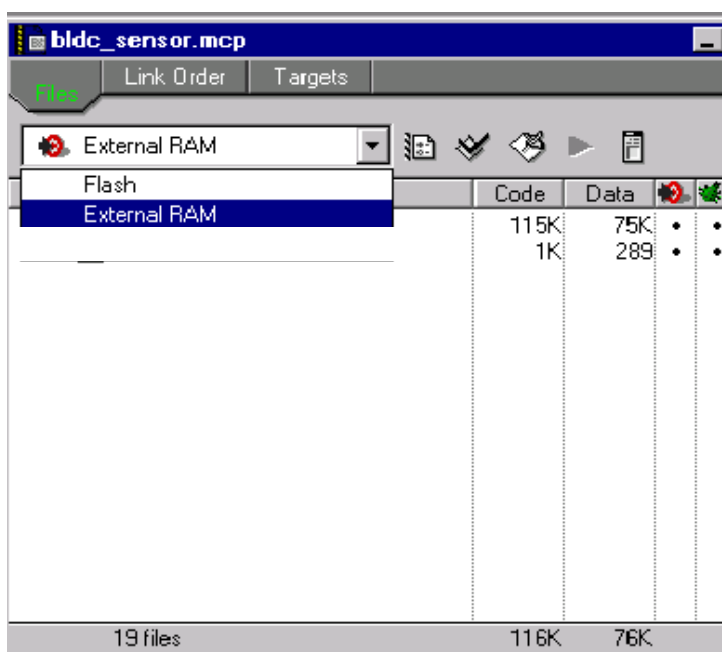 bldc_sensor.mcp
Files Link Order Targets
External RAM
Flash
Code Data
External RAM
115K 75K
1K 289
19 files 116K 76K